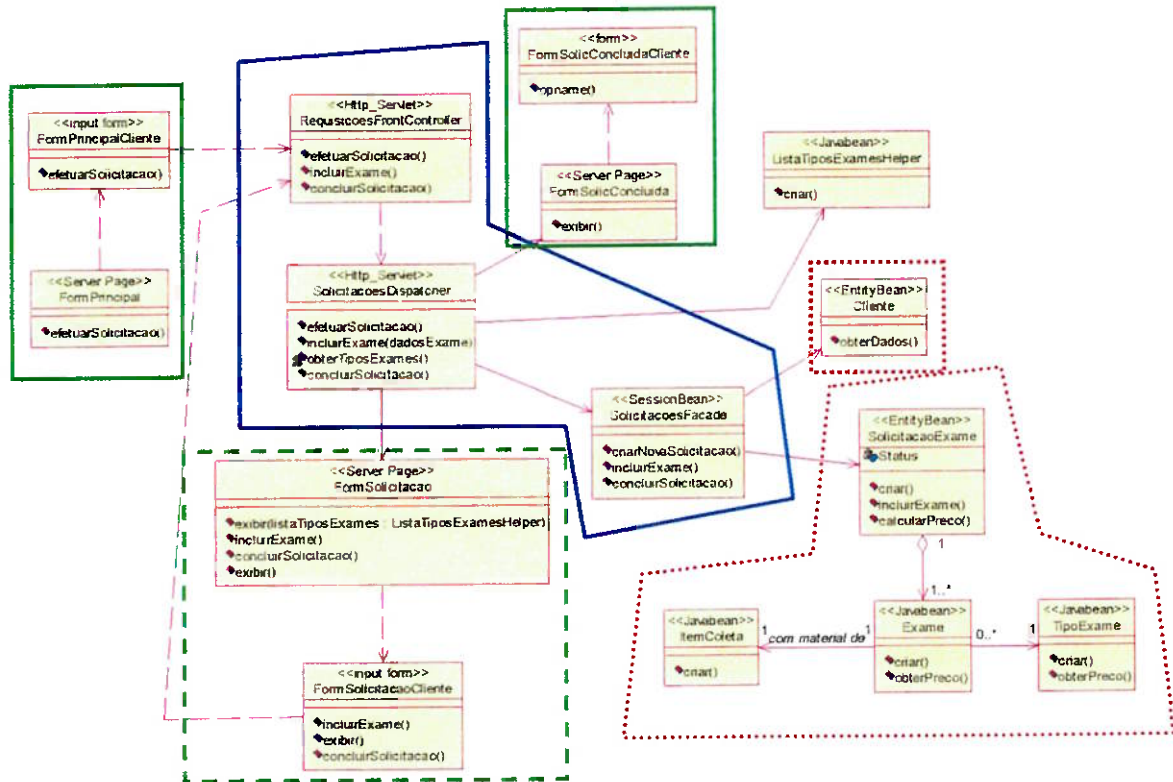 <<form>>
FormSolicConcluidaCliente
opname()
<<Http_Servlet>>
RequisicoesFrontController
efetuarSolicitacao()
incluirExame()
concluirSolicitacao()
<<input form>>
FormPrincipalCliente
efetuarSolicitacao()
<<Javabean>>
ListaTiposExamesHelper
criar()
<<Server Page>>
FormSolicConcluida
exibir()
<<Server Page>>
FormPrincipal
efetuarSolicitacao()
<<Http_Servlet>>
SolicitacoesDispatcher
efetuarSolicitacao()
incluirExame(dadosExame)
obterTiposExames()
concluirSolicitacao()
<<EntityBean>>
Cliente
obterDados()
<<SessionBean>>
SolicitacoesFacade
criarNovaSolicitacao()
incluirExame()
concluirSolicitacao()
<<EntityBean>>
SolicitacaoExame
Status
criar()
incluirExame()
calcularPreco()
<<Server Page>>
FormSolicitacao
exibir(listaTiposExames : ListaTiposExamesHelper)
incluirExame()
concluirSolicitacao()
exibir()
1
1..*
<<Javabean>>
ItemColeta
criar()
1 com material de 1
<<Javabean>>
Exame
criar()
obterPreco()
0..* 1
<<Javabean>>
TipoExame
criar()
obterPreco()
<<input form>>
FormSolicitacaoCliente
incluirExame()
exibir()
concluirSolicitacao()